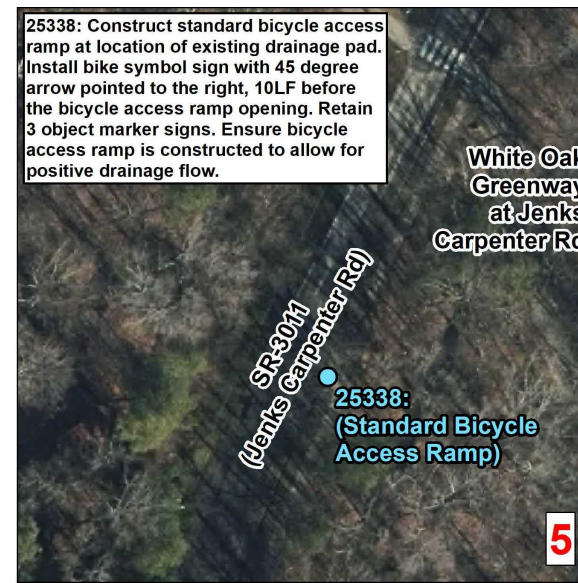 25338: Construct standard bicycle access
ramp at location of existing drainage pad.
Install bike symbol sign with 45 degree
arrow pointed to the right, 10LF before
the bicycle access ramp opening. Retain
3 object marker signs. Ensure bicycle
access ramp is constructed to allow for
positive drainage flow.
White Oak
Greenway
at Jenks
Carpenter Rd
SR-3011
(Jenks Carpenter Rd)
25338:
(Standard Bicycle
Access Ramp)
5